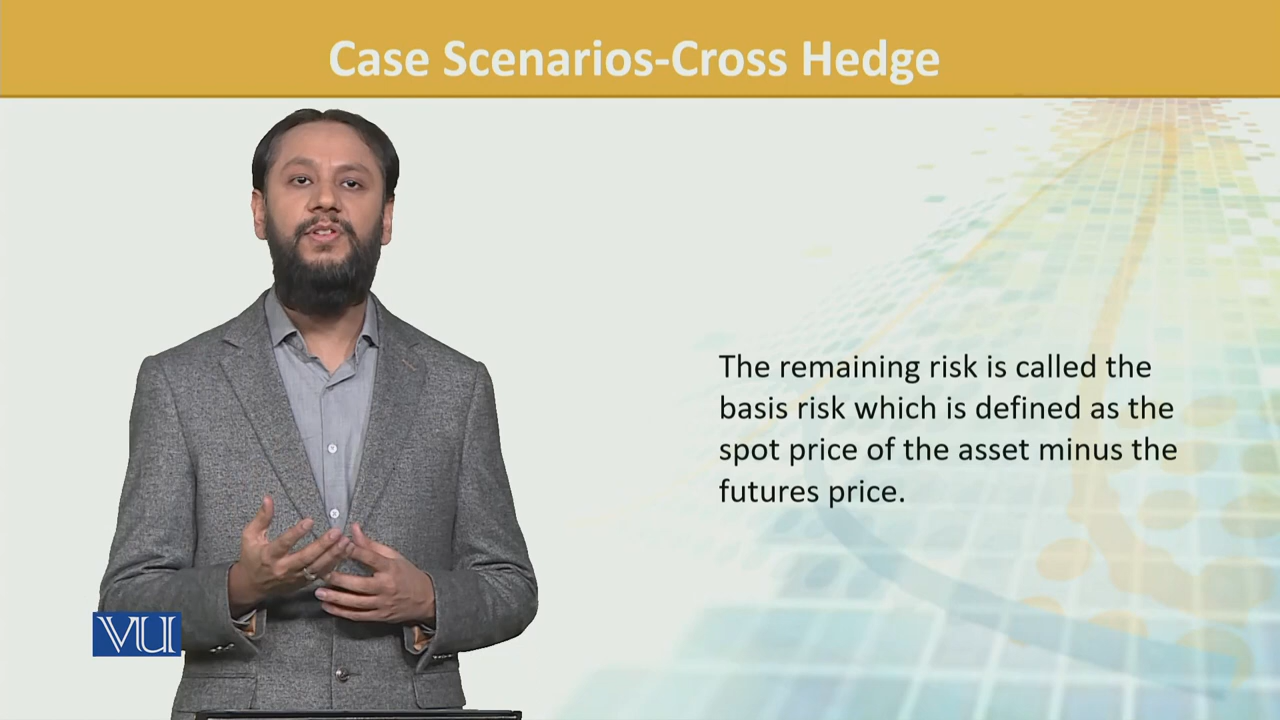 Case Scenarios-Cross Hedge
The remaining risk is called the
basis risk which is defined as the
spot price of the asset minus the
futures price.
VU